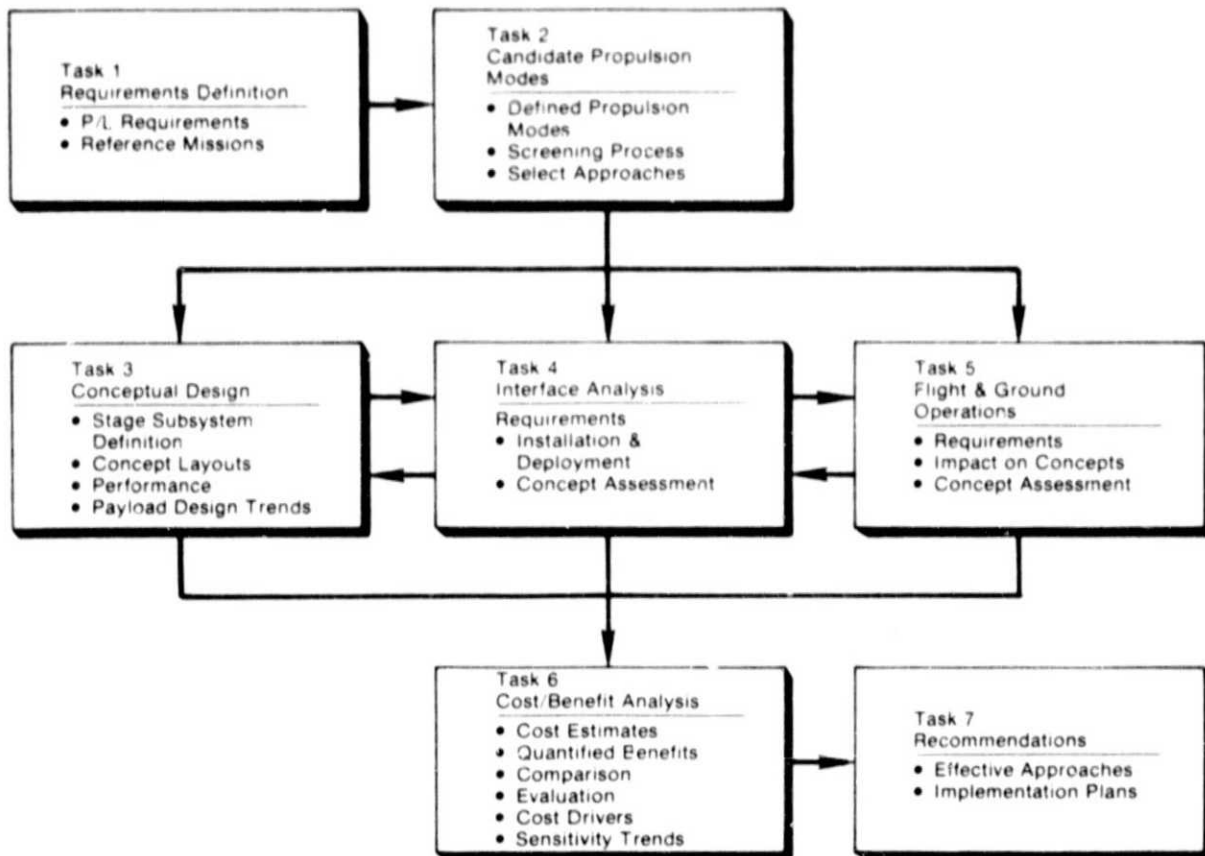 Task 1
Requirements Definition
• P/L Requirements
• Reference Missions
Task 2
Candidate Propulsion
Modes
• Defined Propulsion
Modes
• Screening Process
• Select Approaches
Task 3
Conceptual Design
• Stage Subsystem
Definition
• Concept Layouts
• Performance
• Payload Design Trends
Task 4
Interface Analysis
Requirements
• Installation &
Deployment
• Concept Assessment
Task 5
Flight & Ground
Operations
• Requirements
• Impact on Concepts
• Concept Assessment
Task 6
Cost/Benefit Analysis
• Cost Estimates
• Quantified Benefits
• Comparison
• Evaluation
• Cost Drivers
• Sensitivity Trends
Task 7
Recommendations
• Effective Approaches
• Implementation Plans